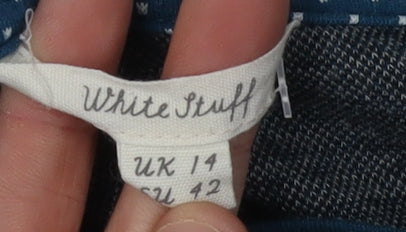 White Stuff
UK 14
EU 42